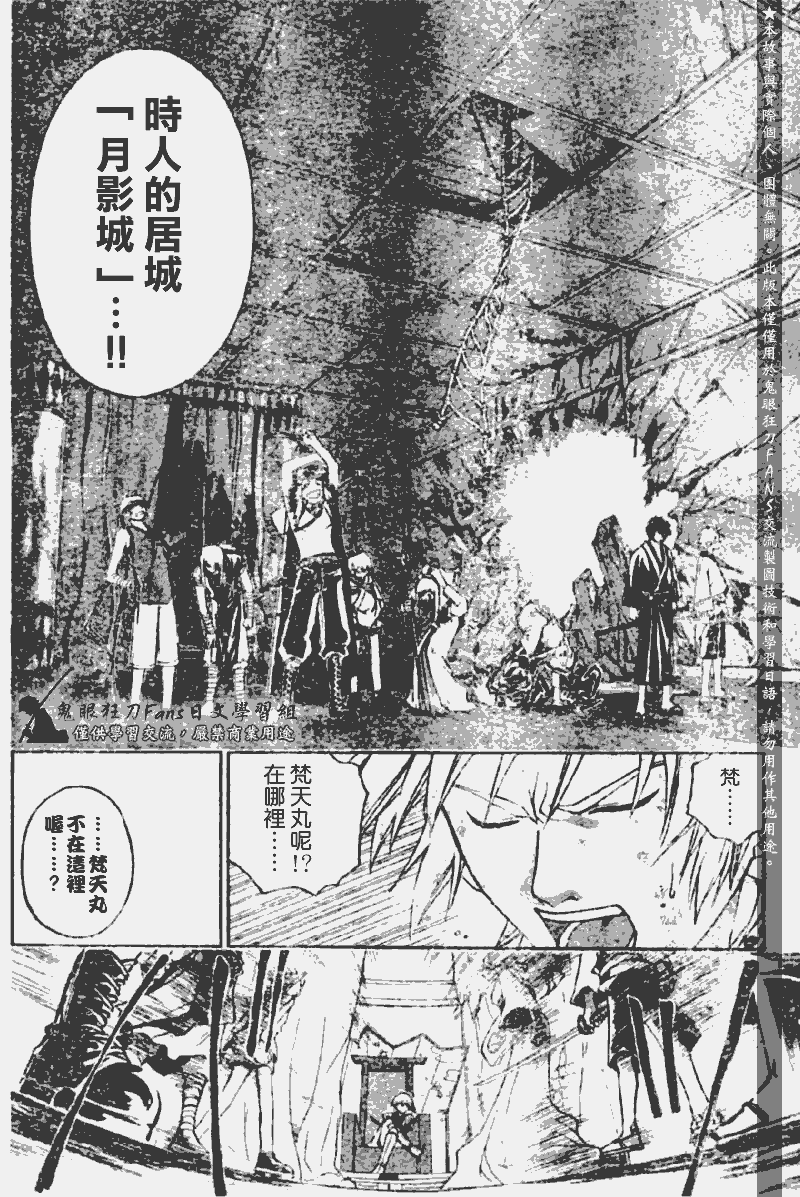 ★本故事與實際個人、團體無關。此版本僅僅用於鬼眼狂刀FANS交流製圖技術和學習日語，請勿用作其他用途。
時人的居城
「月影城」…!!
鬼眼狂刀Fans日文學習組
僅供學習交流，嚴禁商業用途
梵……
梵天丸呢!?
在哪裡……
……梵天丸
不在這裡
喔……?